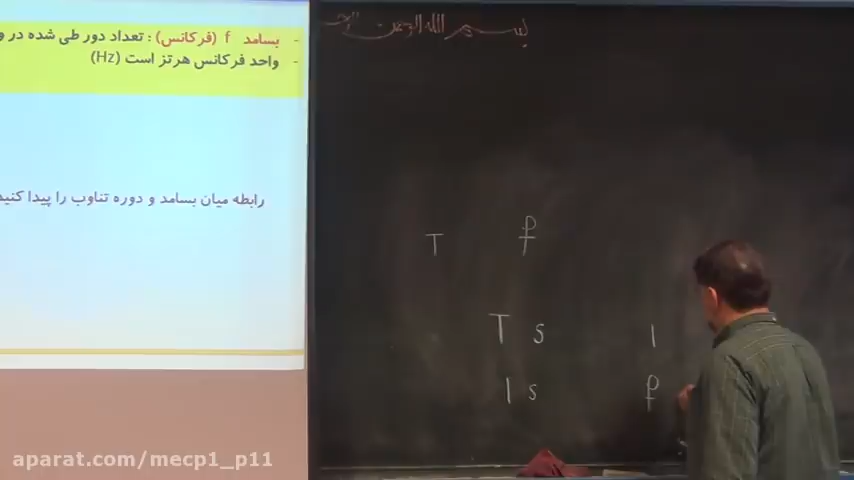 - بسامد f (فرکانس) : تعداد دور طی شده در و
- واحد فرکانس هرتز است (Hz)
رابطه میان بسامد و دوره تناوب را پیدا کنید
بسم الله الرحمن
T f
T s 1
1 s f
aparat.com/mecp1_p11